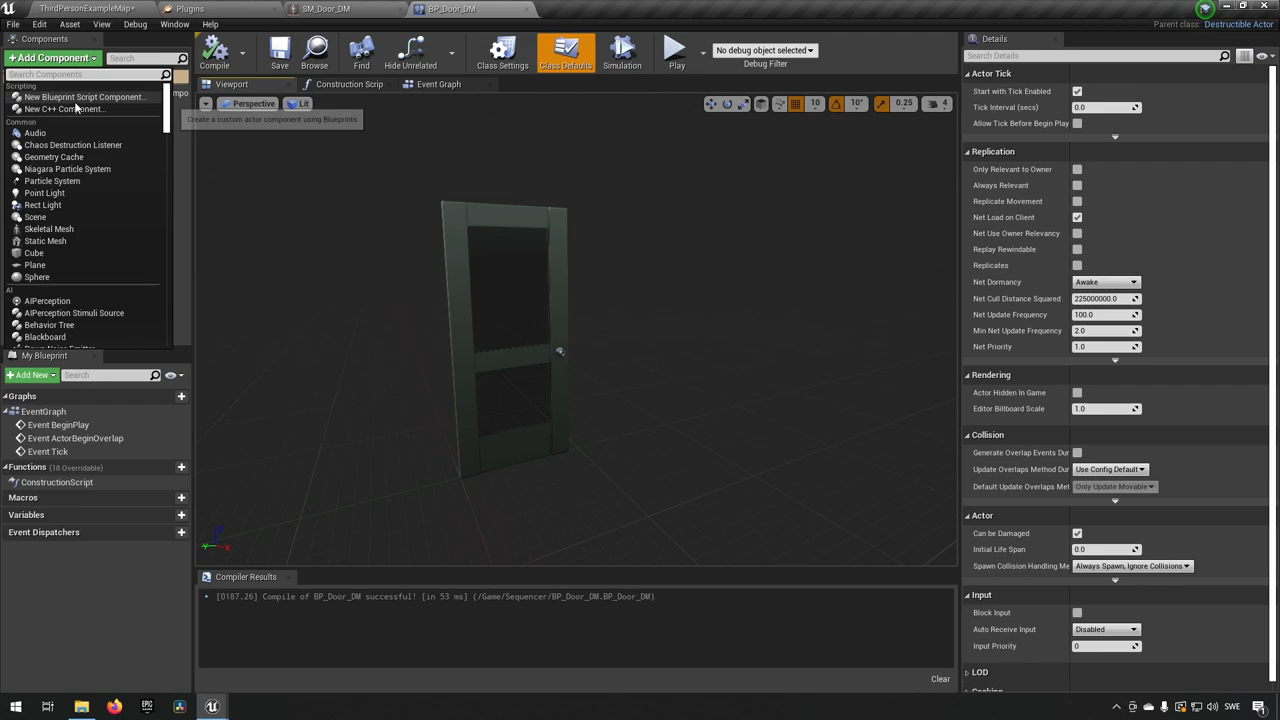 ThirdPersonExampleMap•
Plugins
SM_Door_DM
BP_Door_DM
File
Edit
Asset
View
Debug
Window
Help
Parent class: Destructible Actor
Components
+Add Component
Search
Search Components
Scripting
New Blueprint Script Component...
New C++ Component...
Common
Audio
Chaos Destruction Listener
Geometry Cache
Niagara Particle System
Particle System
Point Light
Rect Light
Scene
Skeletal Mesh
Static Mesh
Cube
Plane
Sphere
AI
AIPerception
AIPerception Stimuli Source
Behavior Tree
Blackboard
Compile
Save
Browse
Find
Hide Unrelated
Class Settings
Class Defaults
Simulation
Play
No debug object selected
Debug Filter
Viewport
Construction Scrip
Event Graph
Perspective
Lit
10
10°
0.25
4
Create a custom actor component using Blueprints
My Blueprint
+Add New
Search
Graphs
EventGraph
Event BeginPlay
Event ActorBeginOverlap
Event Tick
Functions (18 Overridable)
ConstructionScript
Macros
Variables
Event Dispatchers
Compiler Results
• [0187.26] Compile of BP_Door_DM successful! [in 53 ms] (/Game/Sequencer/BP_Door_DM.BP_Door_DM)
Clear
Details
Search Details
Actor Tick
Start with Tick Enabled
Tick Interval (secs) 0.0
Allow Tick Before Begin Play
Replication
Only Relevant to Owner
Always Relevant
Replicate Movement
Net Load on Client
Net Use Owner Relevancy
Replay Rewindable
Replicates
Net Dormancy Awake
Net Cull Distance Squared 225000000.0
Net Update Frequency 100.0
Min Net Update Frequency 2.0
Net Priority 1.0
Rendering
Actor Hidden In Game
Editor Billboard Scale 1.0
Collision
Generate Overlap Events Dur
Update Overlaps Method Dur Use Config Default
Default Update Overlaps Met Only Update Movable
Actor
Can be Damaged
Initial Life Span 0.0
Spawn Collision Handling Me Always Spawn, Ignore Collisions
Input
Block Input
Auto Receive Input Disabled
Input Priority 0
LOD
SWE